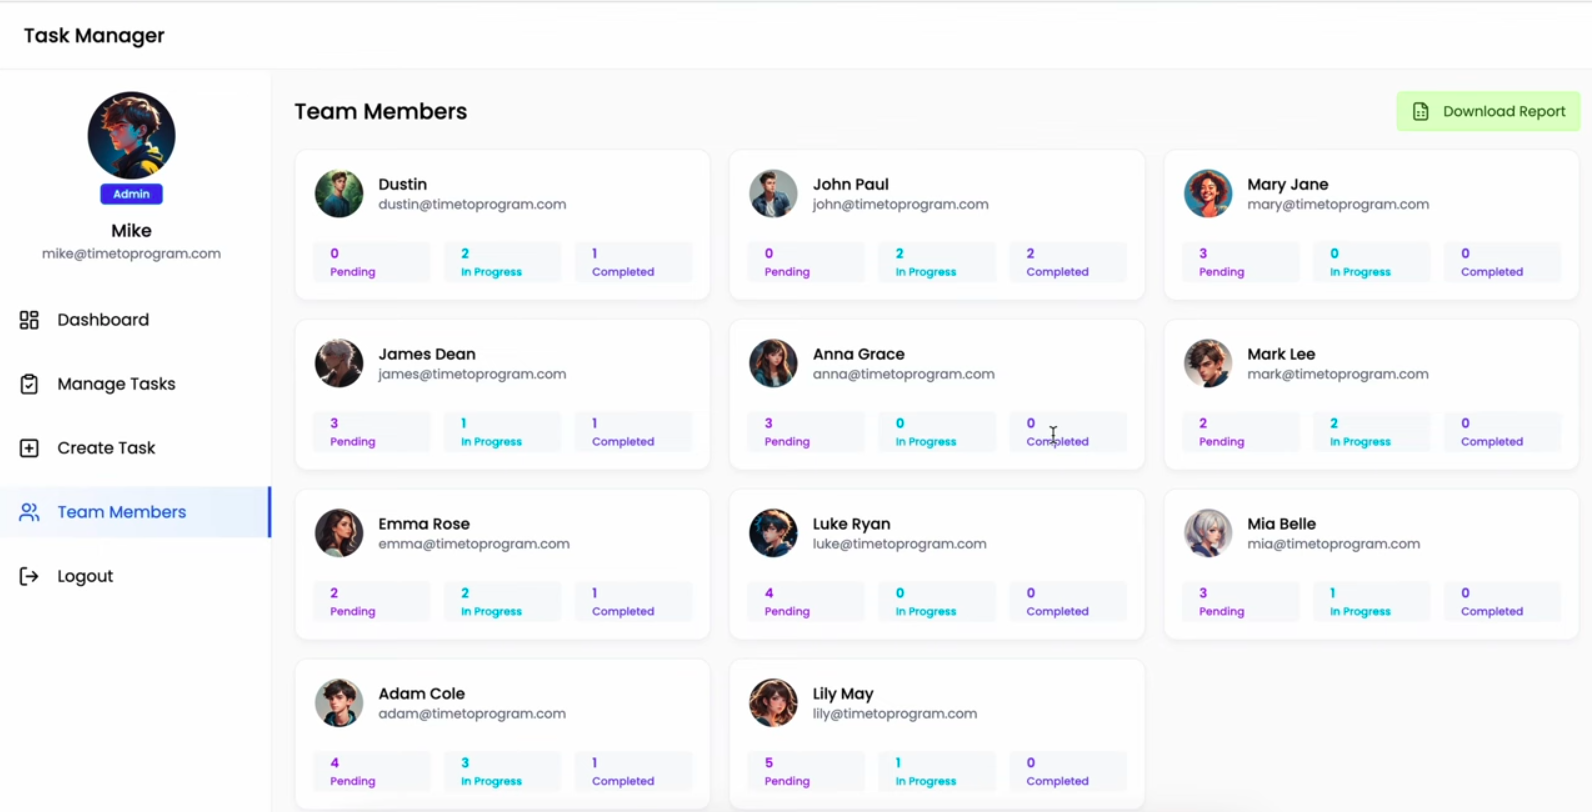 Task Manager
Admin
Mike
mike@timetoprogram.com
Dashboard
Manage Tasks
Create Task
Team Members
Logout
Team Members
Download Report
Dustin
dustin@timetoprogram.com
0 2 1
Pending In Progress Completed
John Paul
john@timetoprogram.com
0 2 2
Pending In Progress Completed
Mary Jane
mary@timetoprogram.com
3 0 0
Pending In Progress Completed
James Dean
james@timetoprogram.com
3 1 1
Pending In Progress Completed
Anna Grace
anna@timetoprogram.com
3 0 0
Pending In Progress Completed
Mark Lee
mark@timetoprogram.com
2 2 0
Pending In Progress Completed
Emma Rose
emma@timetoprogram.com
2 2 1
Pending In Progress Completed
Luke Ryan
luke@timetoprogram.com
4 0 0
Pending In Progress Completed
Mia Belle
mia@timetoprogram.com
3 1 0
Pending In Progress Completed
Adam Cole
adam@timetoprogram.com
4 3 1
Pending In Progress Completed
Lily May
lily@timetoprogram.com
5 1 0
Pending In Progress Completed